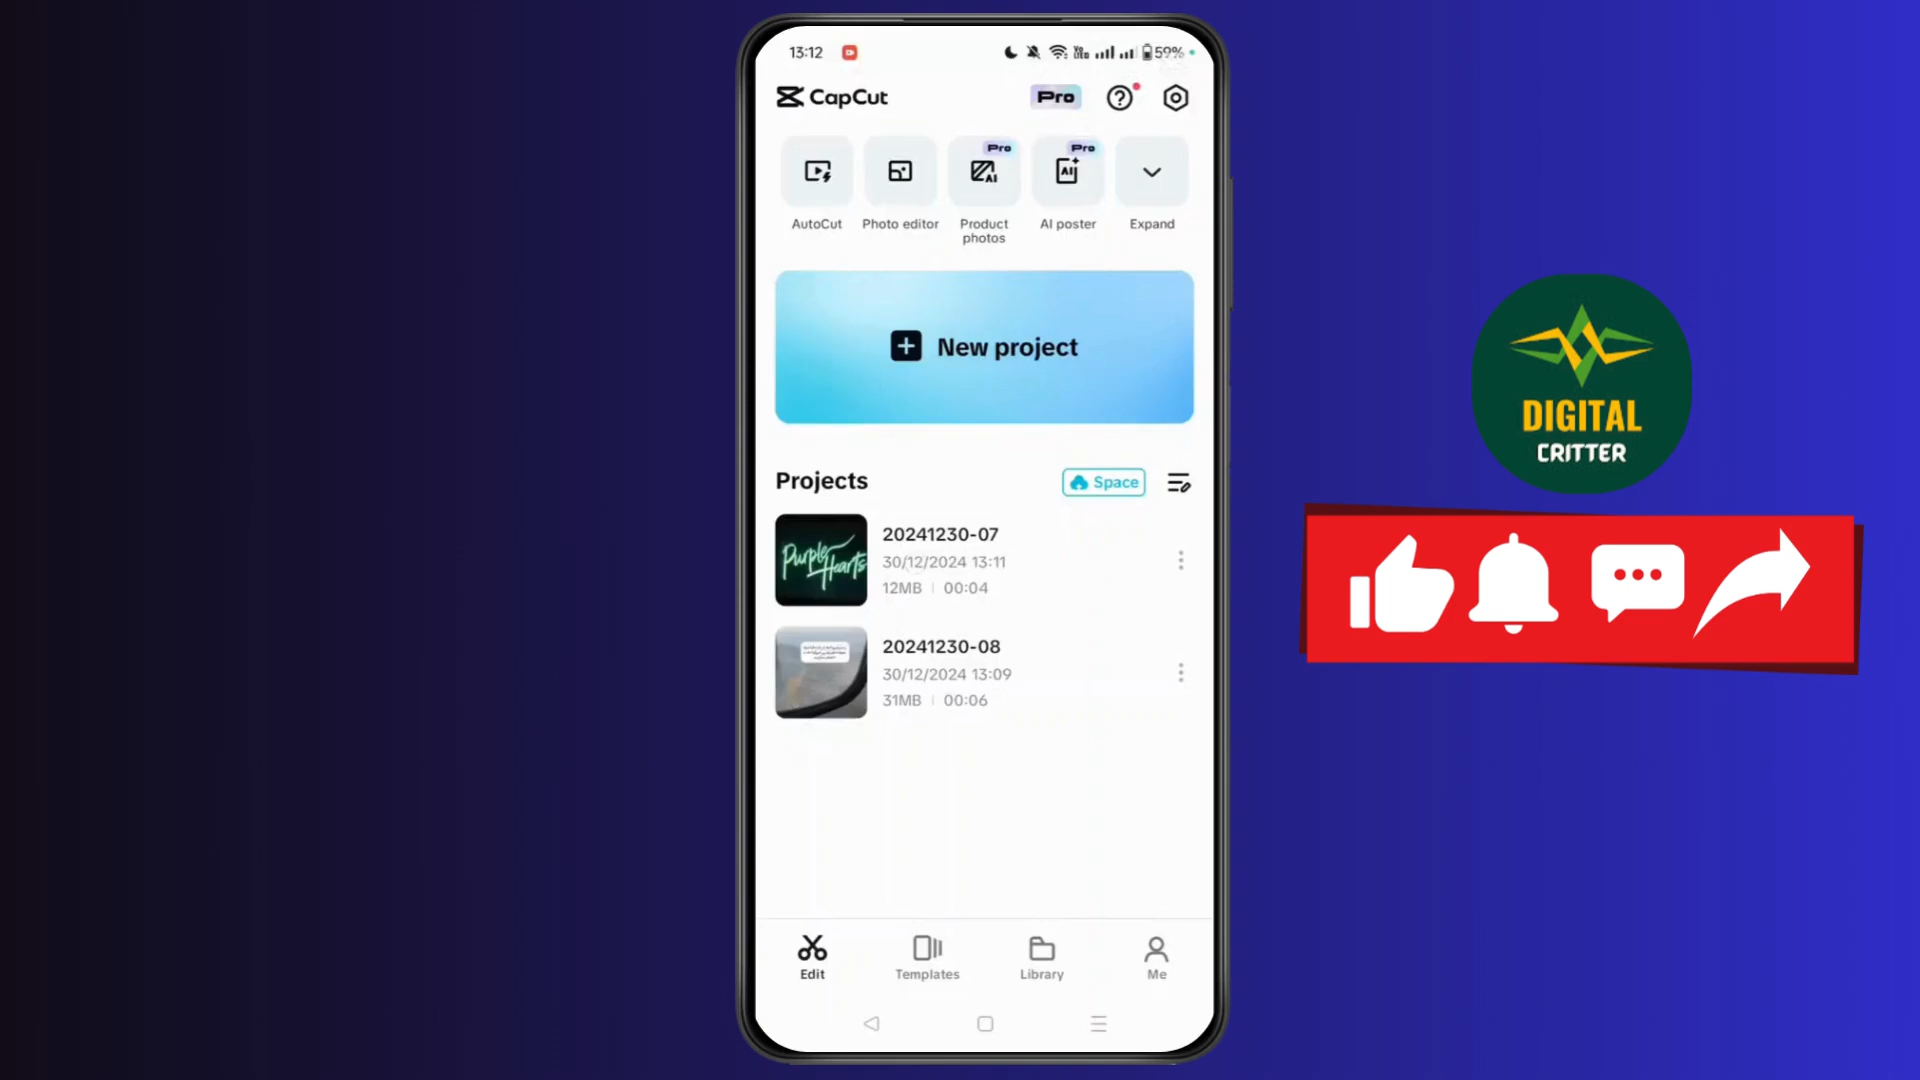 13:12
59%
CapCut
Pro
Pro
Pro
AutoCut
Photo editor
Product
photos
AI poster
Expand
New project
Projects
Space
Purple
Hearts
20241230-07
30/12/2024 13:11
12MB | 00:04
20241230-08
30/12/2024 13:09
31MB | 00:06
Edit
Templates
Library
Me
DIGITAL
CRITTER